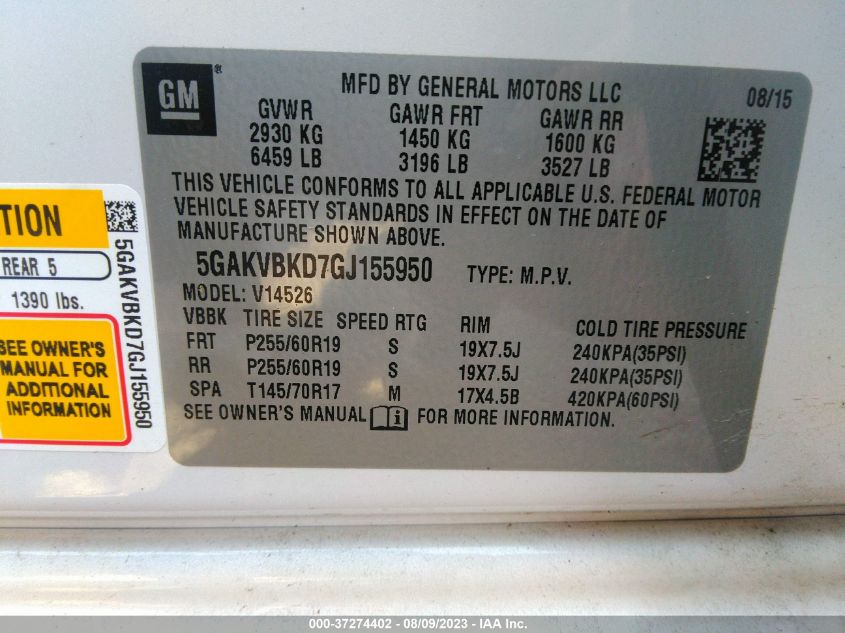 GM
MFD BY GENERAL MOTORS LLC
08/15
GVWR GAWR FRT GAWR RR
2930 KG 1450 KG 1600 KG
6459 LB 3196 LB 3527 LB
THIS VEHICLE CONFORMS TO ALL APPLICABLE U.S. FEDERAL MOTOR
VEHICLE SAFETY STANDARDS IN EFFECT ON THE DATE OF
MANUFACTURE SHOWN ABOVE.
5GAKVBKD7GJ155950 TYPE: M.P.V.
MODEL: V14526
VBBK TIRE SIZE SPEED RTG RIM COLD TIRE PRESSURE
FRT P255/60R19 S 19X7.5J 240KPA(35PSI)
RR P255/60R19 S 19X7.5J 240KPA(35PSI)
SPA T145/70R17 M 17X4.5B 420KPA(60PSI)
SEE OWNER'S MANUAL i FOR MORE INFORMATION.
REAR 5
1390 lbs.
SEE OWNER'S
MANUAL FOR
ADDITIONAL
INFORMATION
5GAKVBKD7GJ155950
000-37274402 - 08/09/2023 - IAA Inc.